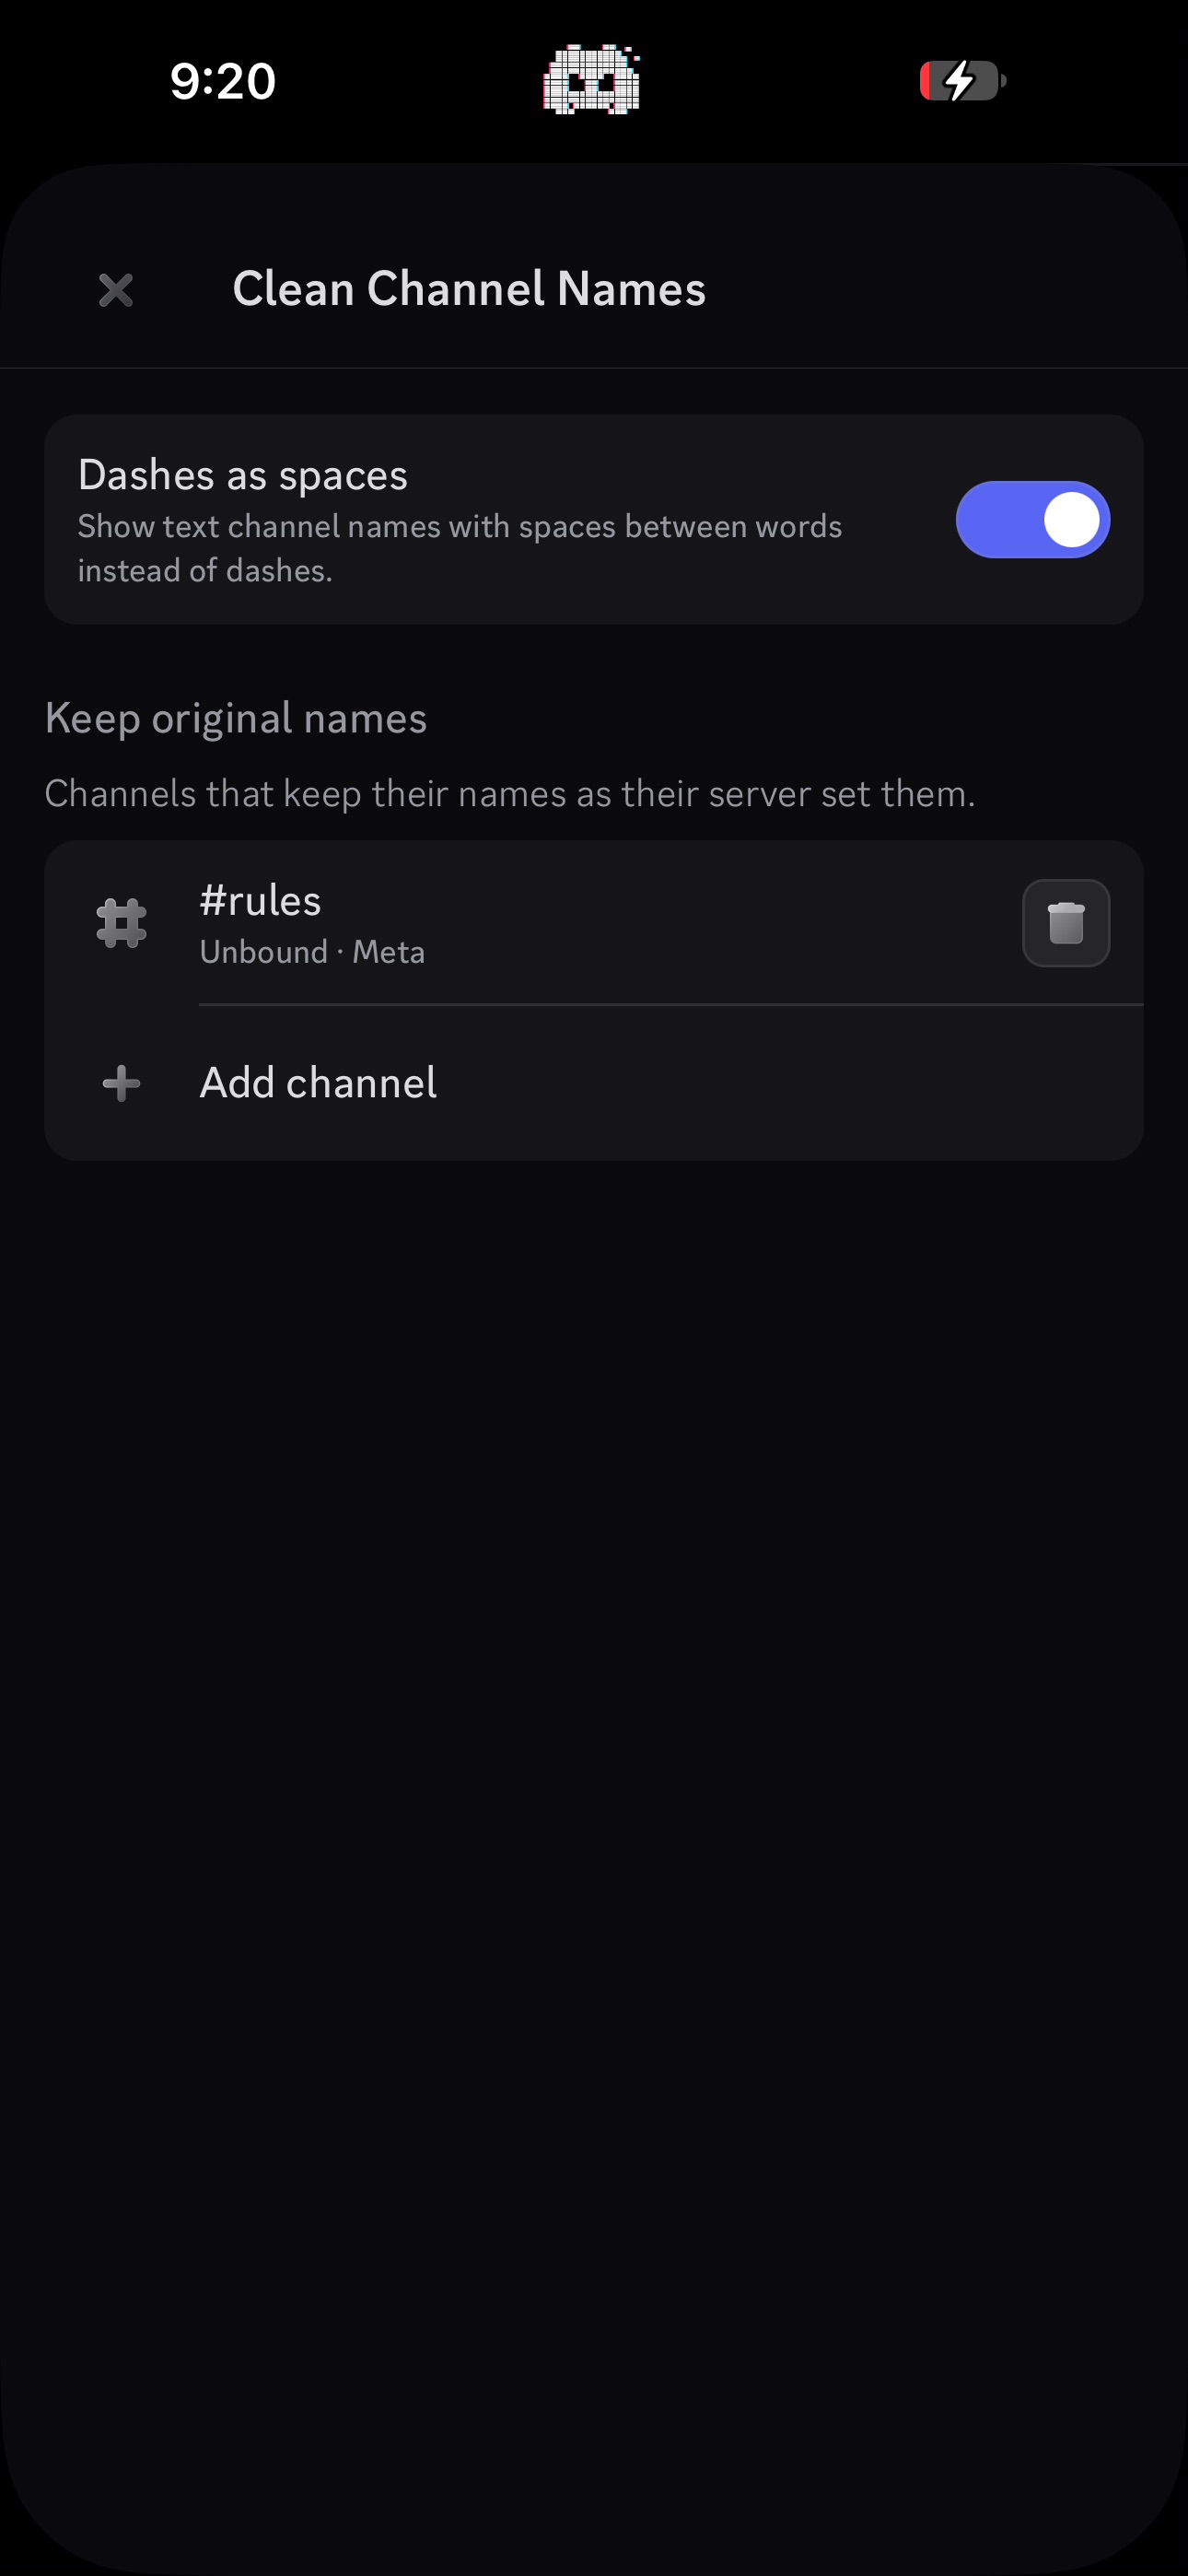 9:20
Clean Channel Names
Dashes as spaces
Show text channel names with spaces between words
instead of dashes.
Keep original names
Channels that keep their names as their server set them.
#rules
Unbound · Meta
Add channel